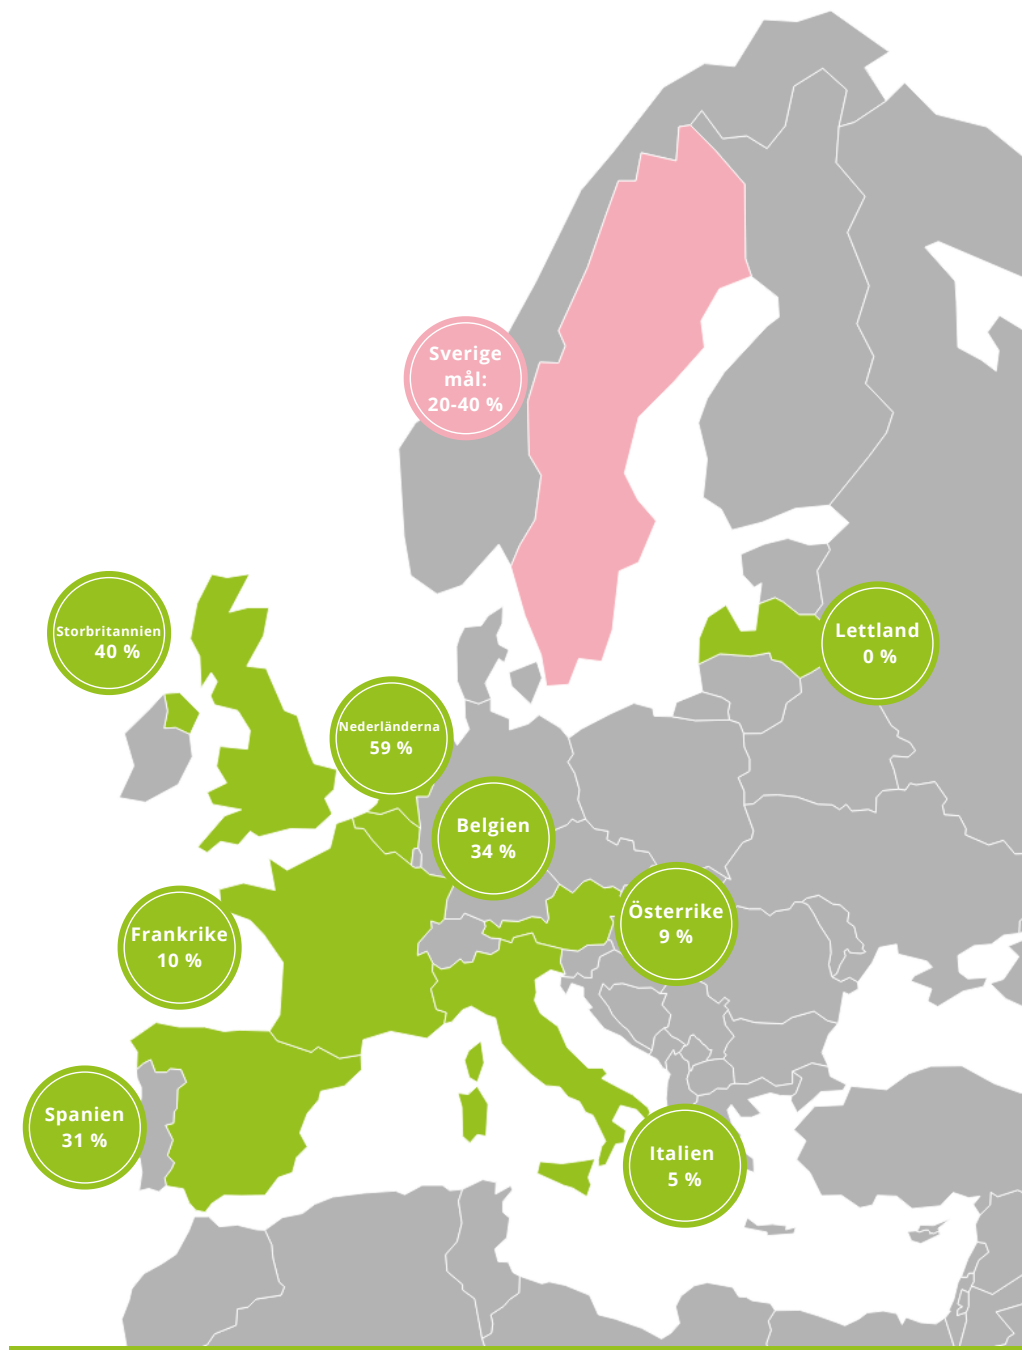 Sverige
mål:
20-40 %
Storbritannien
40 %
Lettland
0 %
Nederländerna
59 %
Belgien
34 %
Österrike
9 %
Frankrike
10 %
Spanien
31 %
Italien
5 %